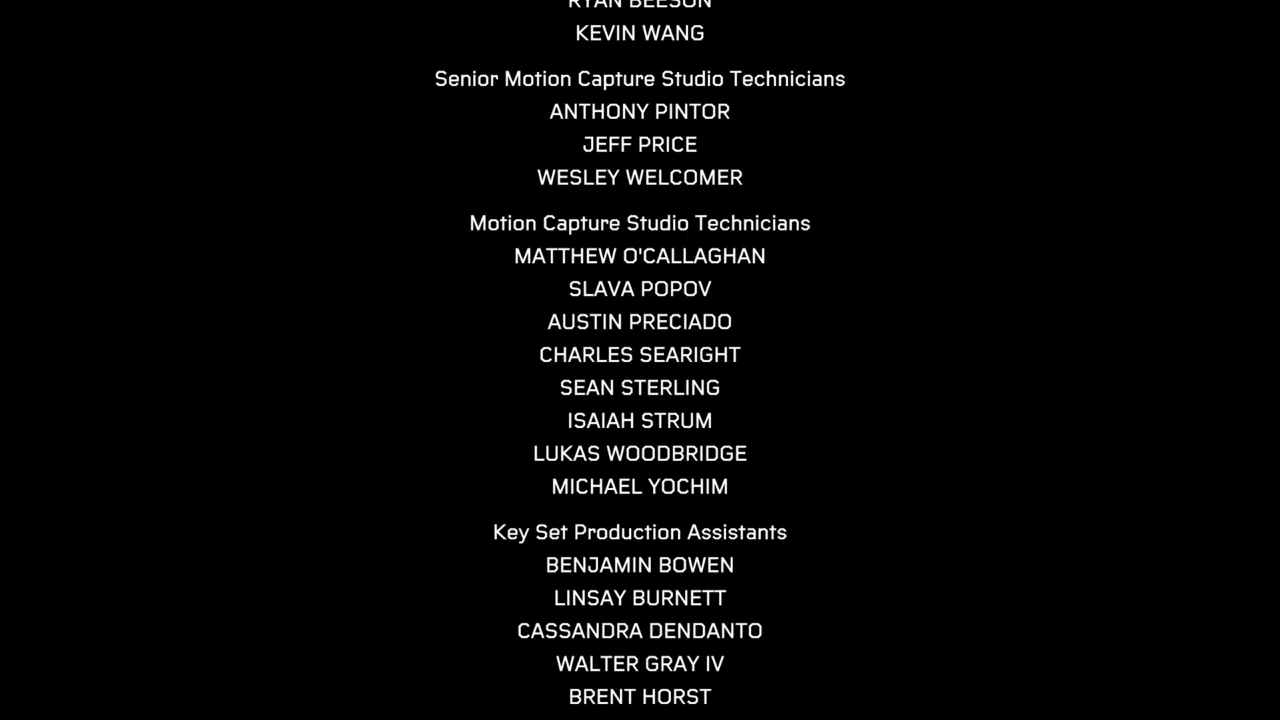 RYAN BEESON
KEVIN WANG
Senior Motion Capture Studio Technicians
ANTHONY PINTOR
JEFF PRICE
WESLEY WELCOMER
Motion Capture Studio Technicians
MATTHEW O'CALLAGHAN
SLAVA POPOV
AUSTIN PRECIADO
CHARLES SEARIGHT
SEAN STERLING
ISAIAH STRUM
LUKAS WOODBRIDGE
MICHAEL YOCHIM
Key Set Production Assistants
BENJAMIN BOWEN
LINSAY BURNETT
CASSANDRA DENDANTO
WALTER GRAY IV
BRENT HORST